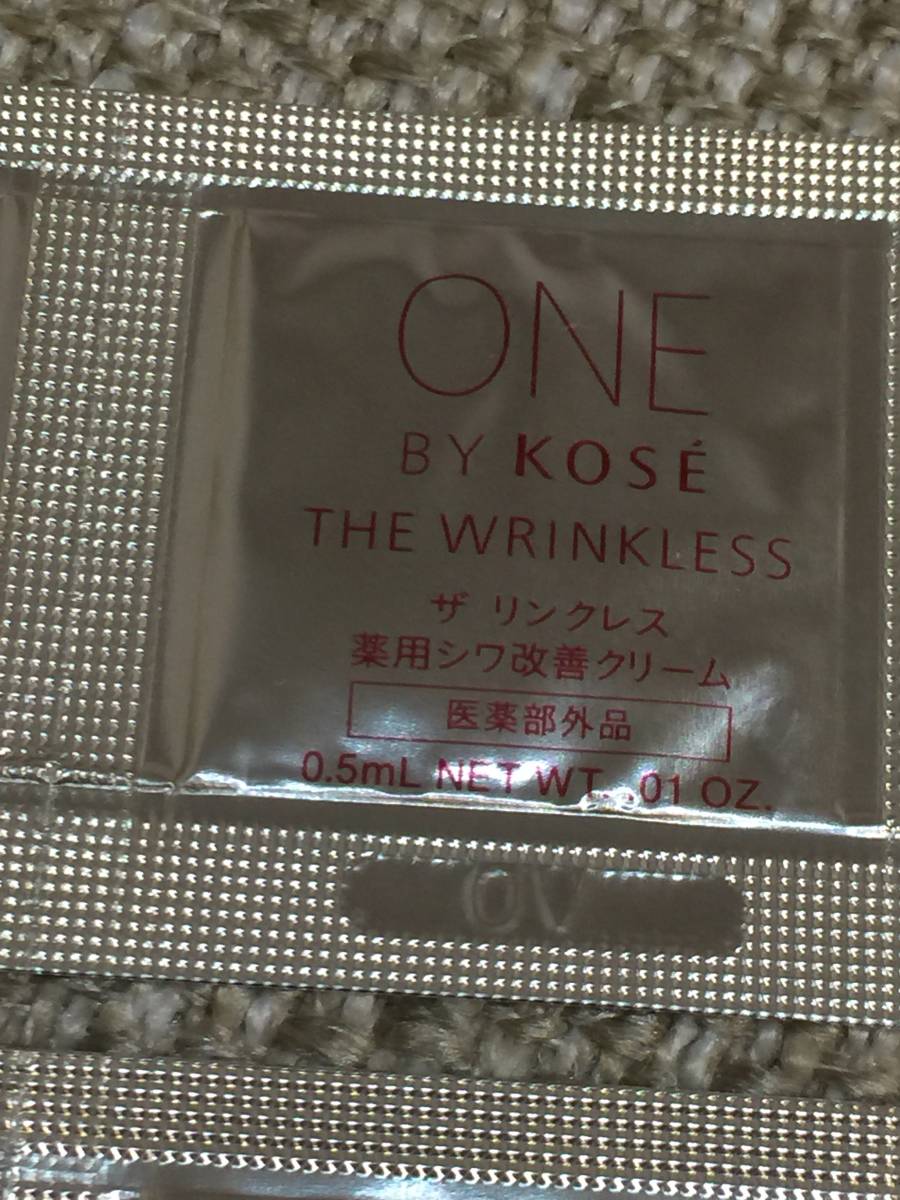 ONE
BY KOSÉ
THE WRINKLESS
ザ リンクレス
薬用シワ改善クリーム
医薬部外品
0.5mL NET WT. .01 OZ.